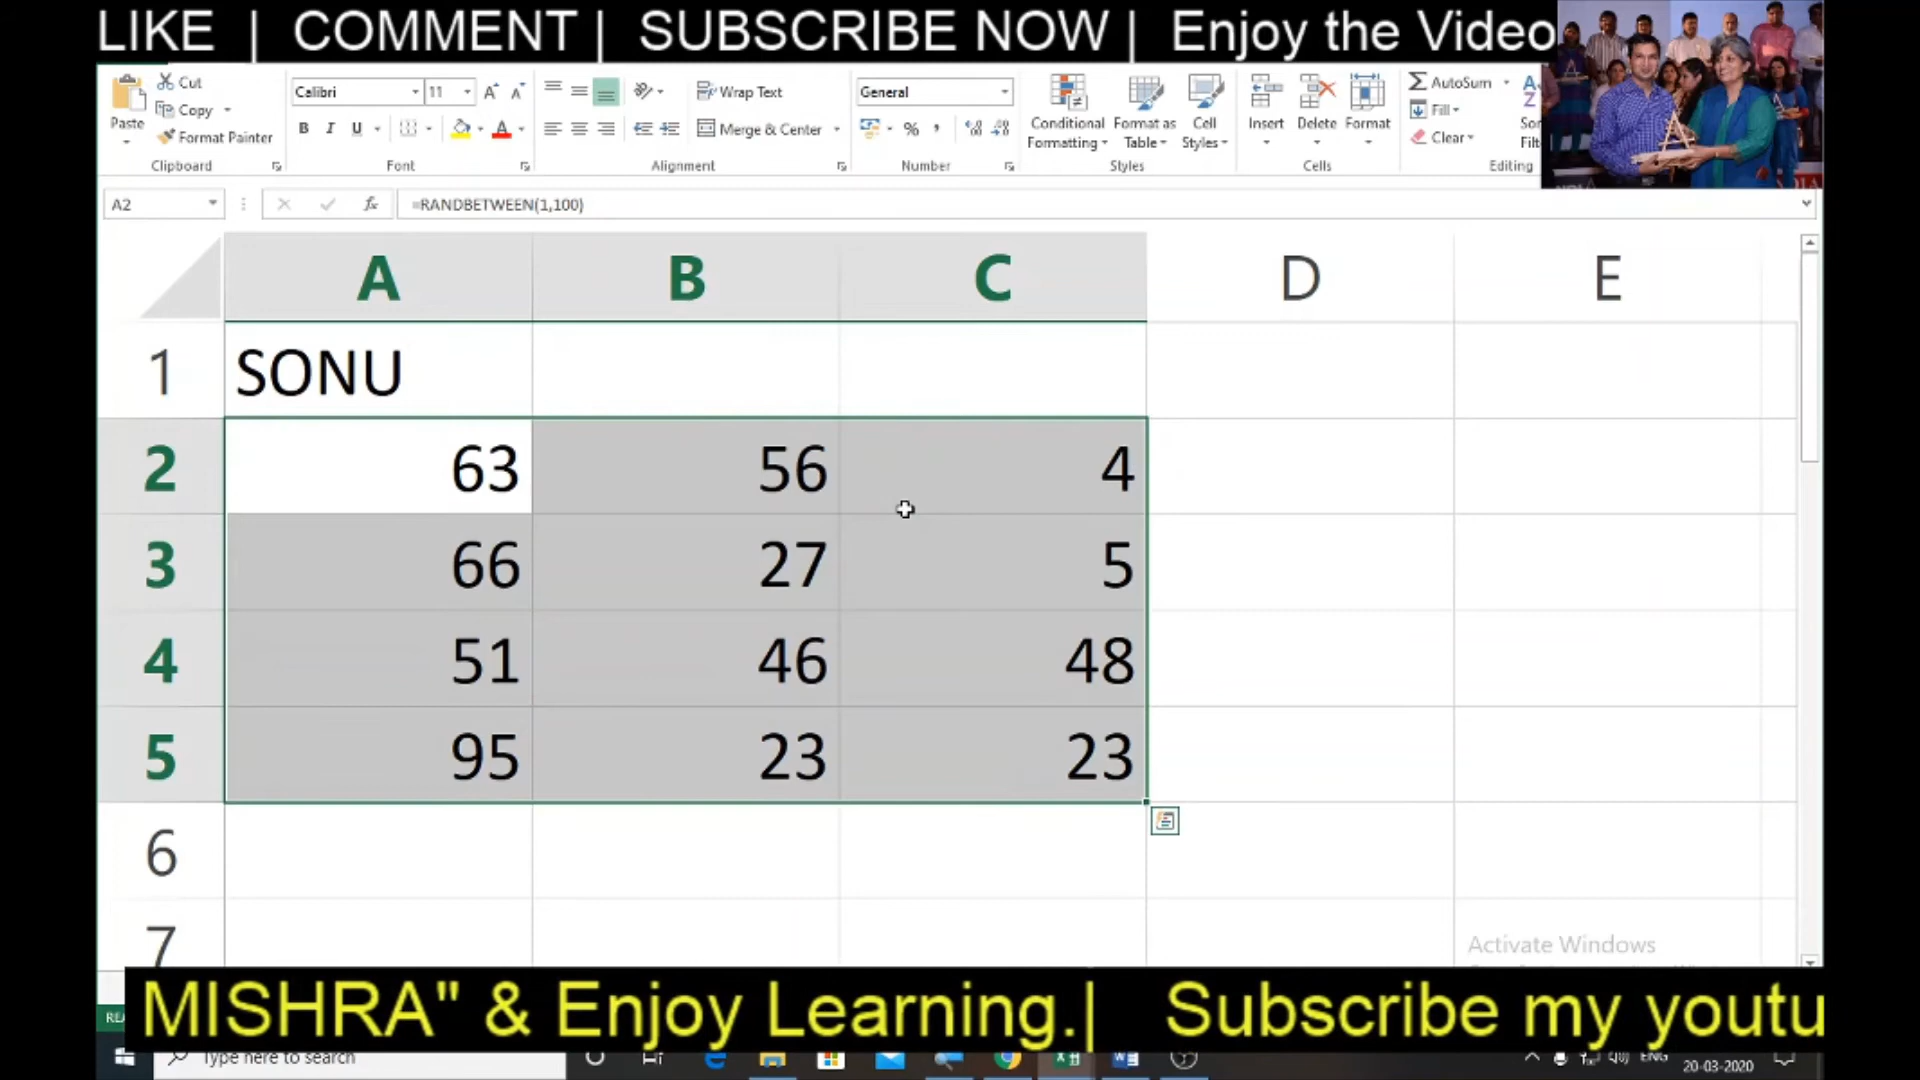 LIKE | COMMENT | SUBSCRIBE NOW | Enjoy the Video
Paste
Cut
Copy
Format Painter
Clipboard
Calibri 11
B I U
Font
Wrap Text
Merge & Center
Alignment
General
%
Number
Conditional Formatting
Format as Table
Cell Styles
Styles
Insert
Delete
Format
Cells
AutoSum
Fill
Clear
Editing
A2 fx =RANDBETWEEN(1,100)
A B C D E
1 SONU
2 63 56 4
3 66 27 5
4 51 46 48
5 95 23 23
6
7
Activate Windows
MISHRA" & Enjoy Learning.| Subscribe my youtu
Type here to search
ENG
20-03-2020